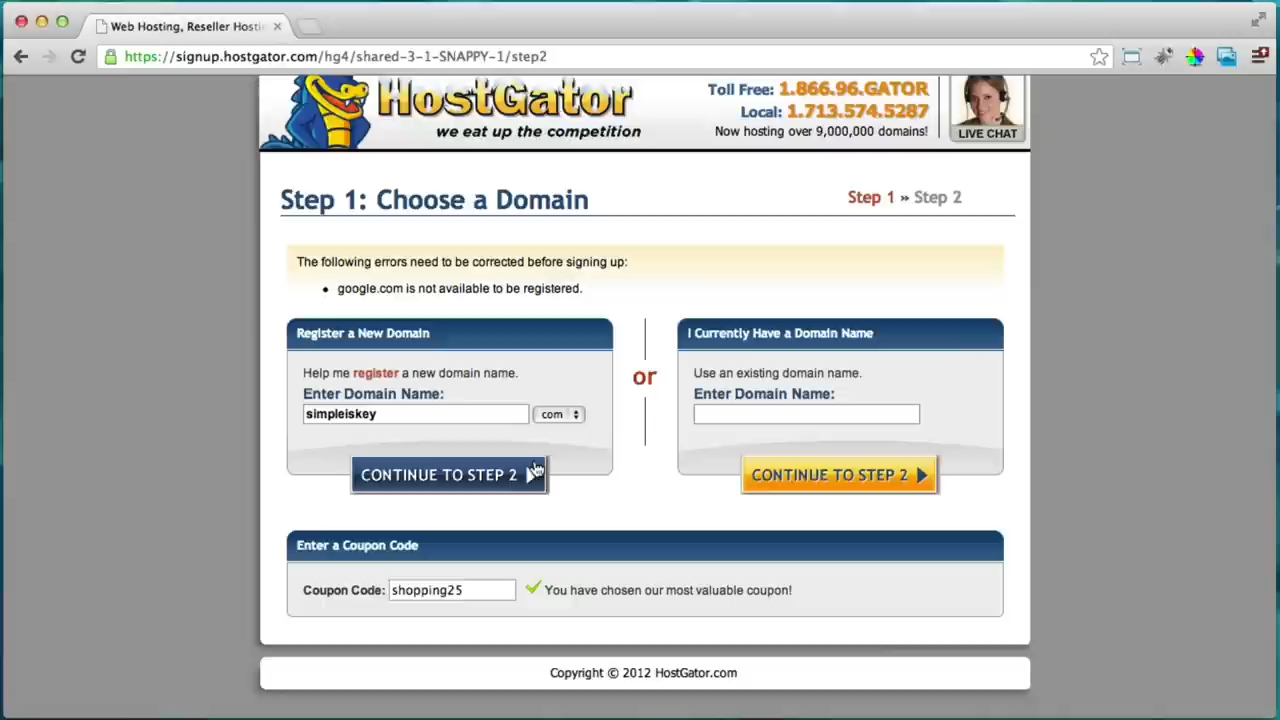 Web Hosting, Reseller Hosti
https://signup.hostgator.com/hg4/shared-3-1-SNAPPY-1/step2
HostGator
we eat up the competition
Toll Free: 1.866.96.GATOR
Local: 1.713.574.5287
Now hosting over 9,000,000 domains!
LIVE CHAT
Step 1: Choose a Domain
Step 1 » Step 2
The following errors need to be corrected before signing up:
• google.com is not available to be registered.
Register a New Domain
Help me register a new domain name.
Enter Domain Name:
simpleiskey com
CONTINUE TO STEP 2
or
I Currently Have a Domain Name
Use an existing domain name.
Enter Domain Name:
CONTINUE TO STEP 2
Enter a Coupon Code
Coupon Code: shopping25 You have chosen our most valuable coupon!
Copyright © 2012 HostGator.com